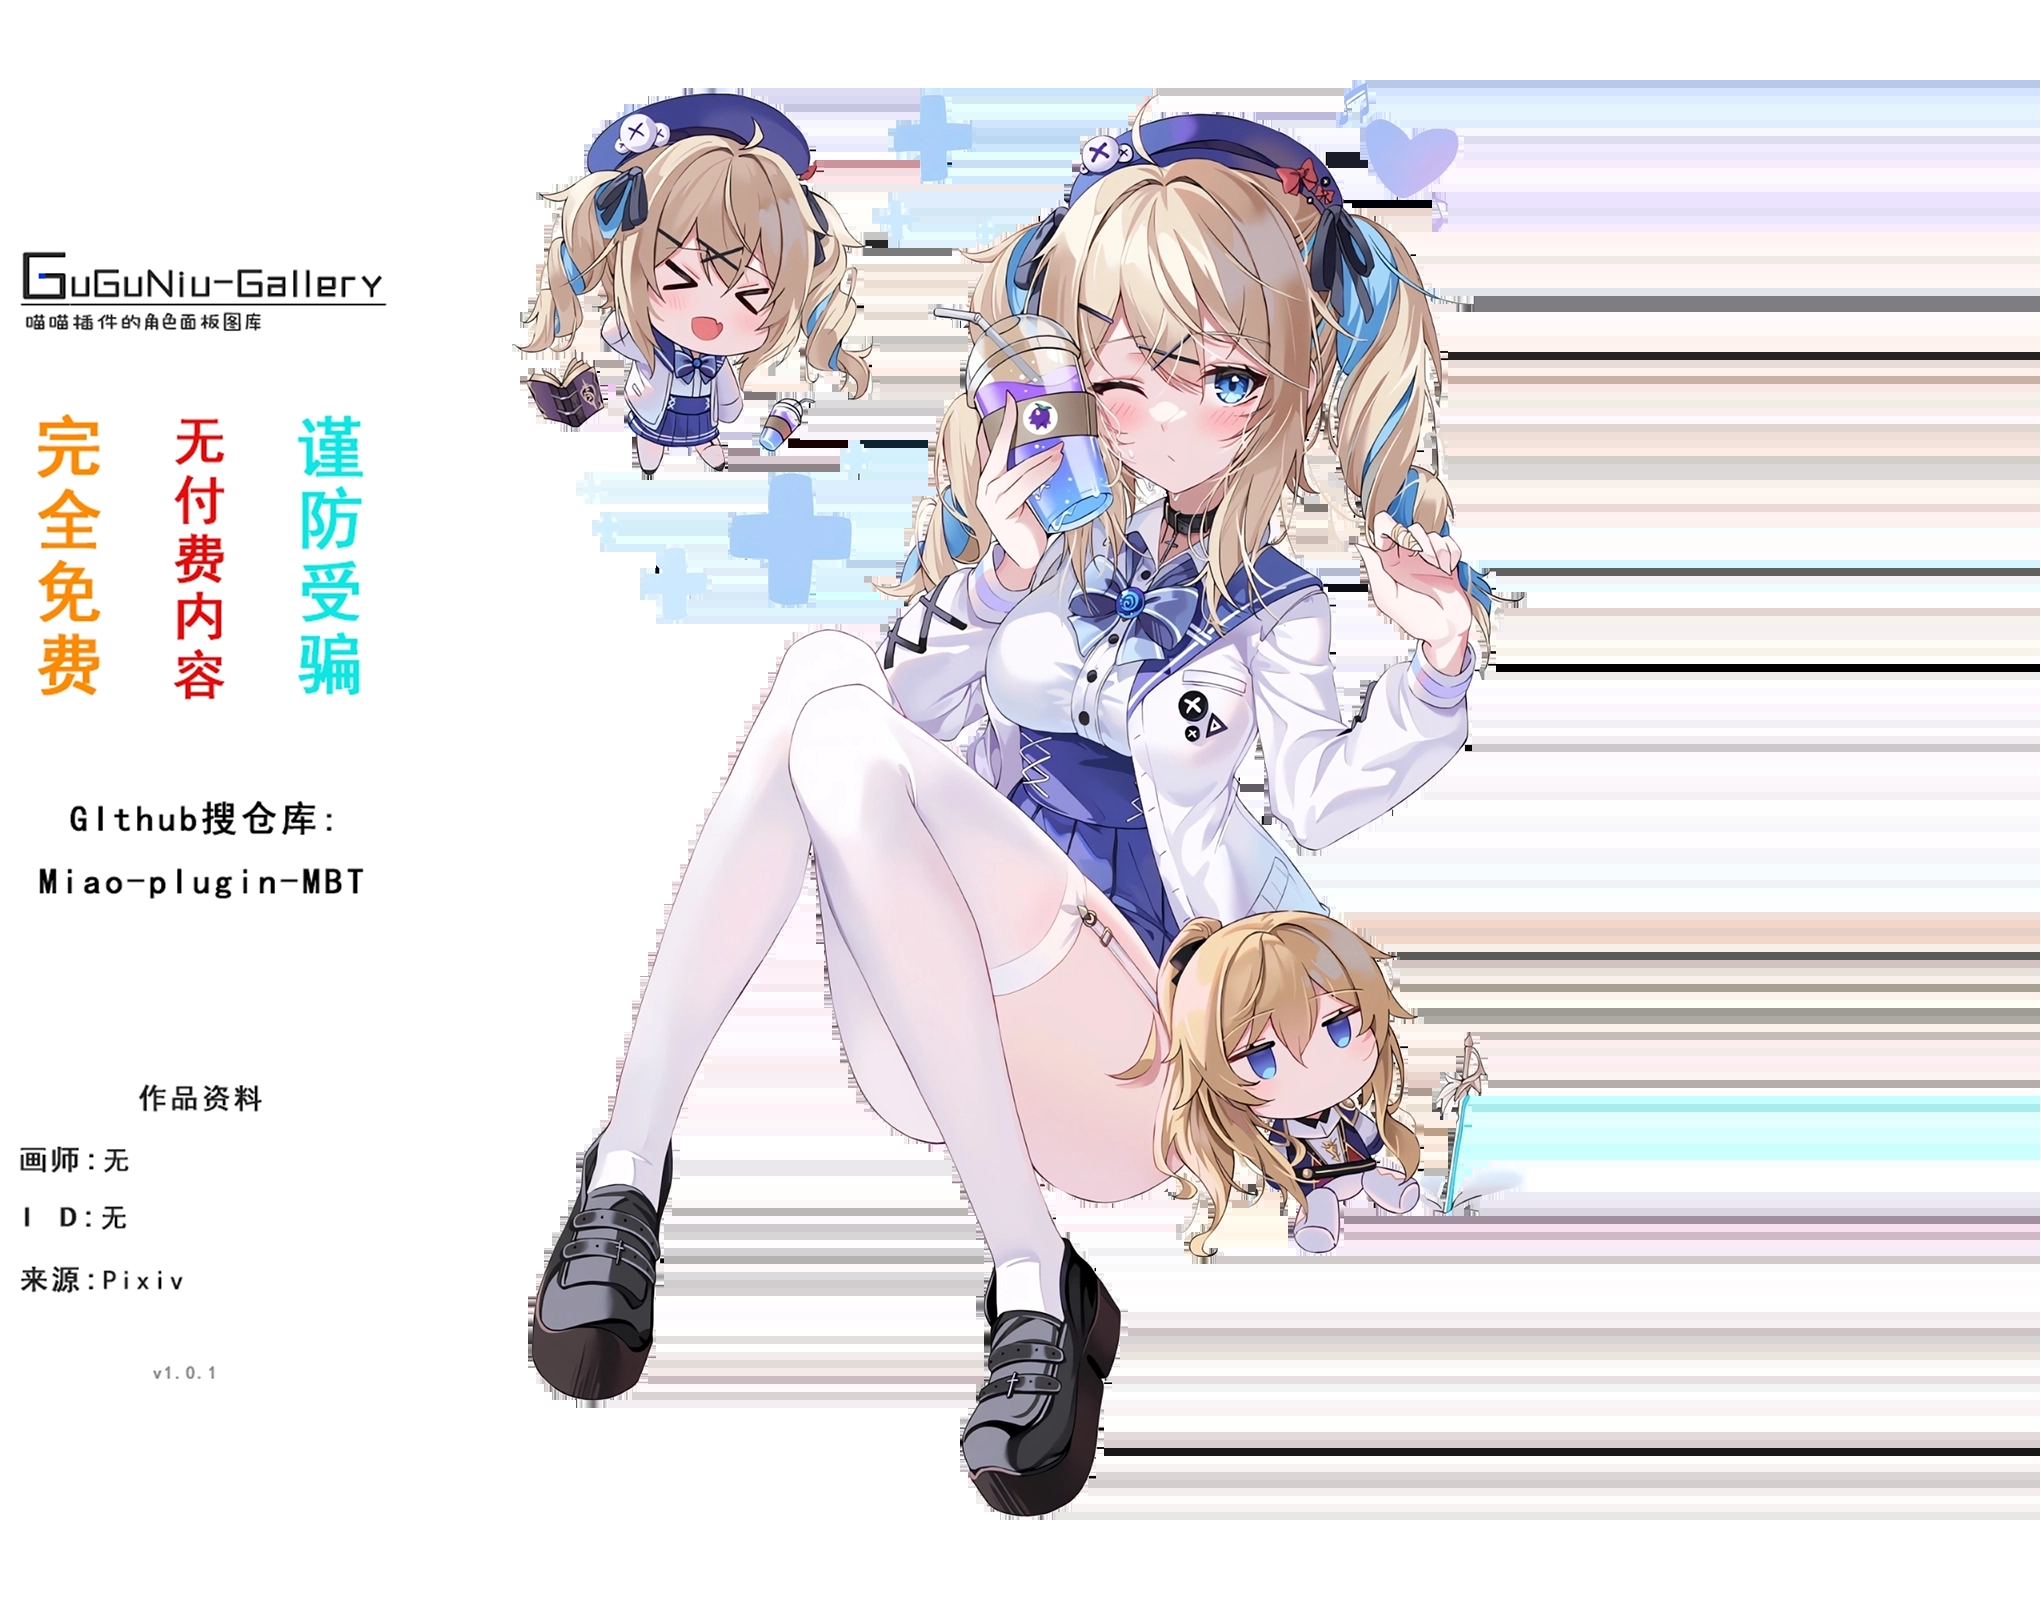 GuGuNiu-Gallery
喵喵插件的角色面板图库
完全免费
无付费内容
谨防受骗
GIthub搜仓库:
Miao-plugin-MBT
作品资料
画师:无
I D:无
来源:Pixiv
v1.0.1